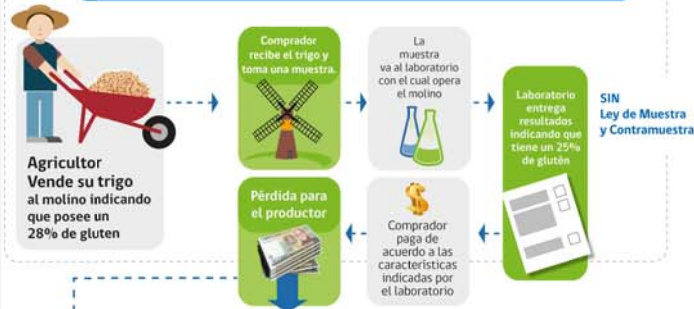 Agricultor
Vende su trigo
al molino indicando
que posee un
28% de gluten
Comprador
recibe el trigo y
toma una muestra.
La
muestra
va al laboratorio
con el cual opera
el molino
Laboratorio
entrega
resultados
indicando que
tiene un 25%
de glutén
SIN
Ley de Muestra
y Contramuestra
Comprador
paga de
acuerdo a las
características
indicadas por
el laboratorio
Pérdida para
el productor